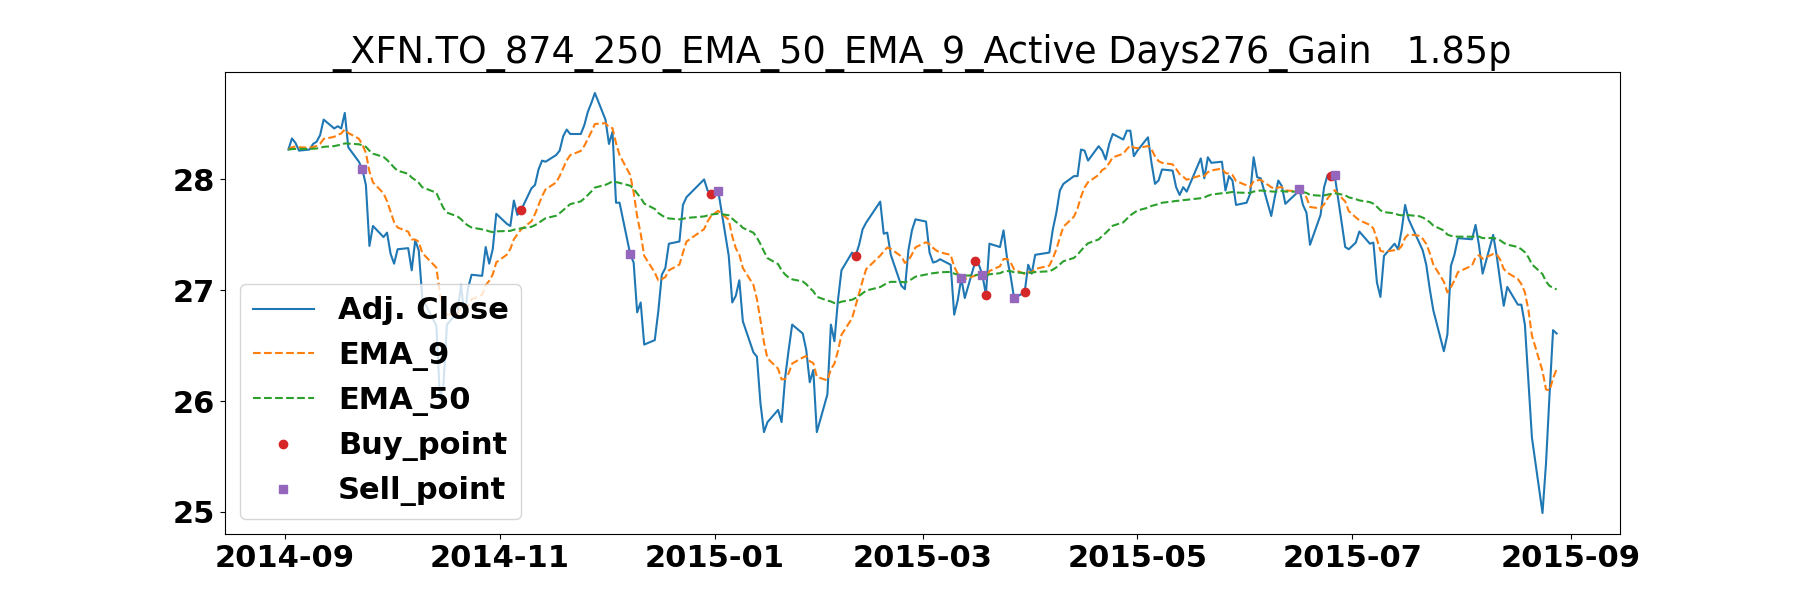 _XFN.TO_874_250_EMA_50_EMA_9_Active Days276_Gain   1.85p
28
27
26
25
Adj. Close
EMA_9
EMA_50
Buy_point
Sell_point
2014-09 2014-11 2015-01 2015-03 2015-05 2015-07 2015-09